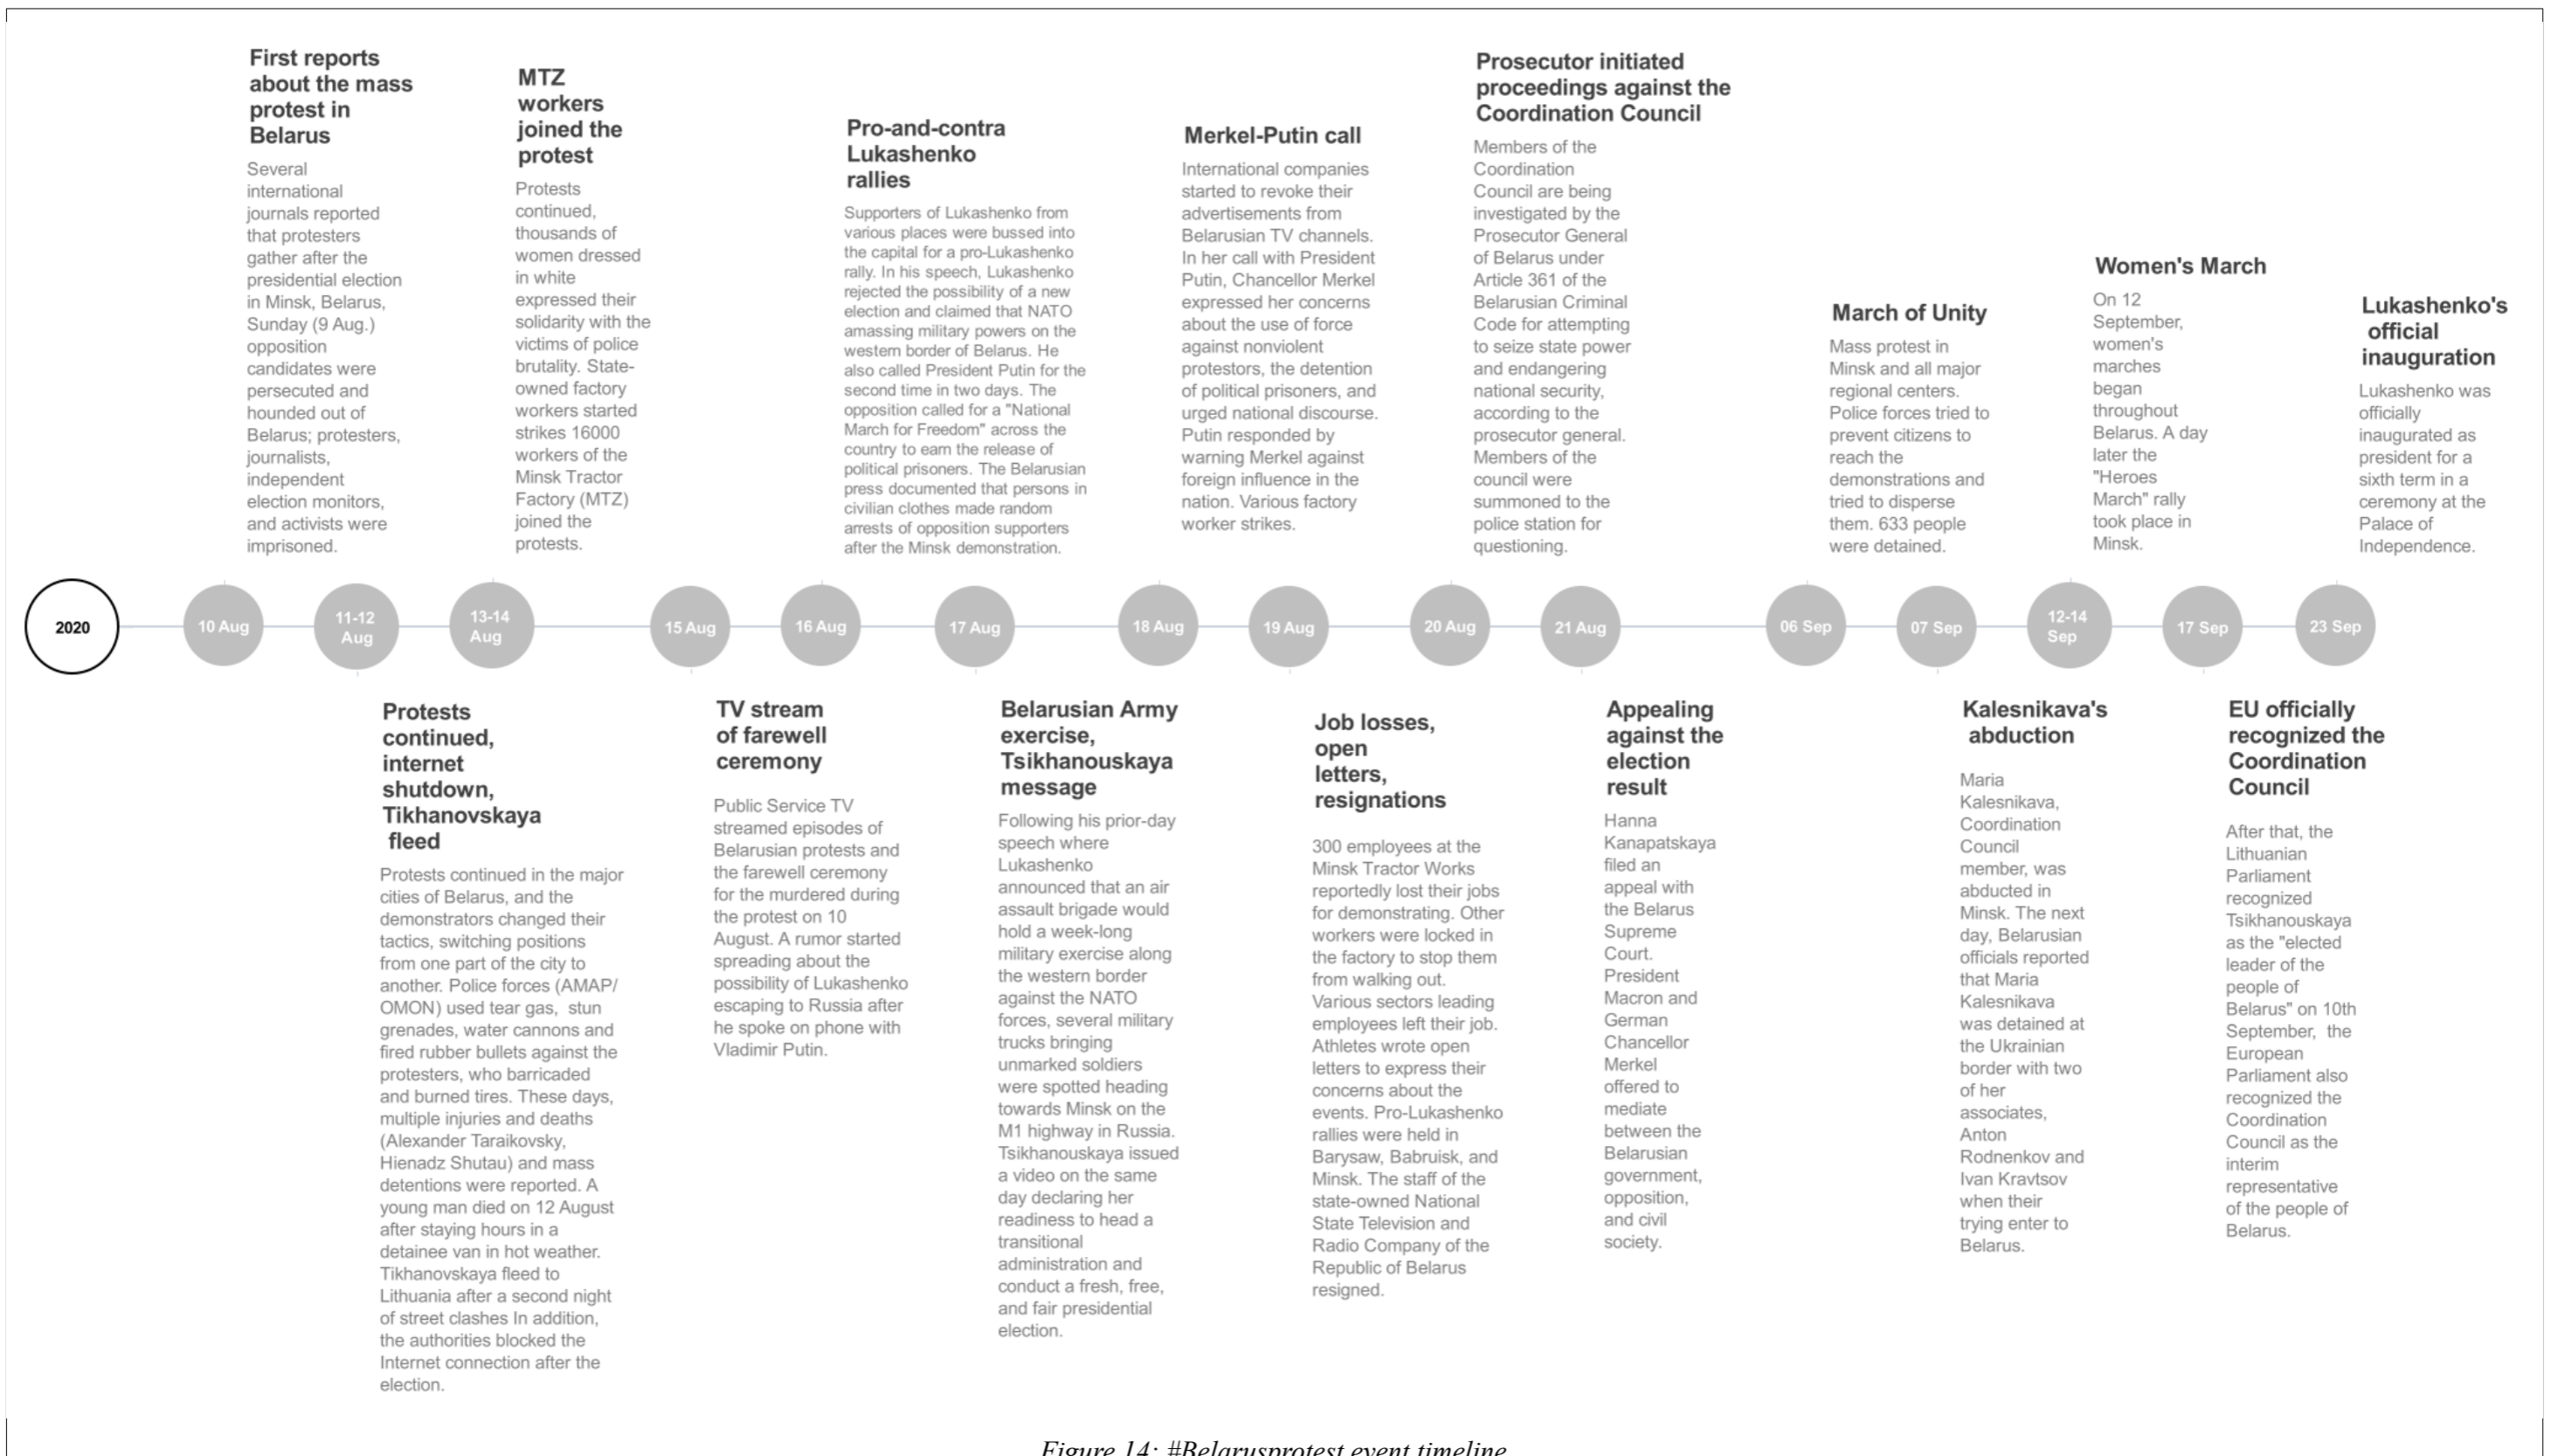 First reports
about the mass
protest in
Belarus
Several
international
journals reported
that protesters
gather after the
presidential election
in Minsk, Belarus,
Sunday (9 Aug.)
opposition
candidates were
persecuted and
hounded out of
Belarus; protesters,
journalists,
independent
election monitors,
and activists were
imprisoned.
MTZ
workers
joined the
protest
Protests
continued,
thousands of
women dressed
in white
expressed their
solidarity with the
victims of police
brutality. State-
owned factory
workers started
strikes 16000
workers of the
Minsk Tractor
Factory (MTZ)
joined the
protests.
Pro-and-contra
Lukashenko
rallies
Supporters of Lukashenko from
various places were bussed into
the capital for a pro-Lukashenko
rally. In his speech, Lukashenko
rejected the possibility of a new
election and claimed that NATO
amassing military powers on the
western border of Belarus. He
also called President Putin for the
second time in two days. The
opposition called for a "National
March for Freedom" across the
country to earn the release of
political prisoners. The Belarusian
press documented that persons in
civilian clothes made random
arrests of opposition supporters
after the Minsk demonstration.
Merkel-Putin call
International companies
started to revoke their
advertisements from
Belarusian TV channels.
In her call with President
Putin, Chancellor Merkel
expressed her concerns
about the use of force
against nonviolent
protestors, the detention
of political prisoners, and
urged national discourse.
Putin responded by
warning Merkel against
foreign influence in the
nation. Various factory
worker strikes.
Prosecutor initiated
proceedings against the
Coordination Council
Members of the
Coordination
Council are being
investigated by the
Prosecutor General
of Belarus under
Article 361 of the
Belarusian Criminal
Code for attempting
to seize state power
and endangering
national security,
according to the
prosecutor general.
Members of the
council were
summoned to the
police station for
questioning.
March of Unity
Mass protest in
Minsk and all major
regional centers.
Police forces tried to
prevent citizens to
reach the
demonstrations and
tried to disperse
them. 633 people
were detained.
Women's March
On 12
September,
women's
marches
began
throughout
Belarus. A day
later the
"Heroes
March" rally
took place in
Minsk.
Lukashenko's
official
inauguration
Lukashenko was
officially
inaugurated as
president for a
sixth term in a
ceremony at the
Palace of
Independence.
2020
10 Aug
11-12
Aug
13-14
Aug
15 Aug
16 Aug
17 Aug
18 Aug
19 Aug
20 Aug
21 Aug
06 Sep
07 Sep
12-14
Sep
17 Sep
23 Sep
Protests
continued,
internet
shutdown,
Tikhanovskaya
fleed
Protests continued in the major
cities of Belarus, and the
demonstrators changed their
tactics, switching positions
from one part of the city to
another. Police forces (AMAP/
OMON) used tear gas, stun
grenades, water cannons and
fired rubber bullets against the
protesters, who barricaded
and burned tires. These days,
multiple injuries and deaths
(Alexander Taraikovsky,
Hienadz Shutau) and mass
detentions were reported. A
young man died on 12 August
after staying hours in a
detainee van in hot weather.
Tikhanovskaya fleed to
Lithuania after a second night
of street clashes In addition,
the authorities blocked the
Internet connection after the
election.
TV stream
of farewell
ceremony
Public Service TV
streamed episodes of
Belarusian protests and
the farewell ceremony
for the murdered during
the protest on 10
August. A rumor started
spreading about the
possibility of Lukashenko
escaping to Russia after
he spoke on phone with
Vladimir Putin.
Belarusian Army
exercise,
Tsikhanouskaya
message
Following his prior-day
speech where
Lukashenko
announced that an air
assault brigade would
hold a week-long
military exercise along
the western border
against the NATO
forces, several military
trucks bringing
unmarked soldiers
were spotted heading
towards Minsk on the
M1 highway in Russia.
Tsikhanouskaya issued
a video on the same
day declaring her
readiness to head a
transitional
administration and
conduct a fresh, free,
and fair presidential
election.
Job losses,
open
letters,
resignations
300 employees at the
Minsk Tractor Works
reportedly lost their jobs
for demonstrating. Other
workers were locked in
the factory to stop them
from walking out.
Various sectors leading
employees left their job.
Athletes wrote open
letters to express their
concerns about the
events. Pro-Lukashenko
rallies were held in
Barysaw, Babruisk, and
Minsk. The staff of the
state-owned National
State Television and
Radio Company of the
Republic of Belarus
resigned.
Appealing
against the
election
result
Hanna
Kanapatskaya
filed an
appeal with
the Belarus
Supreme
Court.
President
Macron and
German
Chancellor
Merkel
offered to
mediate
between the
Belarusian
government,
opposition,
and civil
society.
Kalesnikava's
abduction
Maria
Kalesnikava,
Coordination
Council
member, was
abducted in
Minsk. The next
day, Belarusian
officials reported
that Maria
Kalesnikava
was detained at
the Ukrainian
border with two
of her
associates,
Anton
Rodnenkov and
Ivan Kravtsov
when their
trying enter to
Belarus.
EU officially
recognized the
Coordination
Council
After that, the
Lithuanian
Parliament
recognized
Tsikhanouskaya
as the "elected
leader of the
people of
Belarus" on 10th
September, the
European
Parliament also
recognized the
Coordination
Council as the
interim
representative
of the people of
Belarus.
Figure 14: #Belarusprotest event timeline